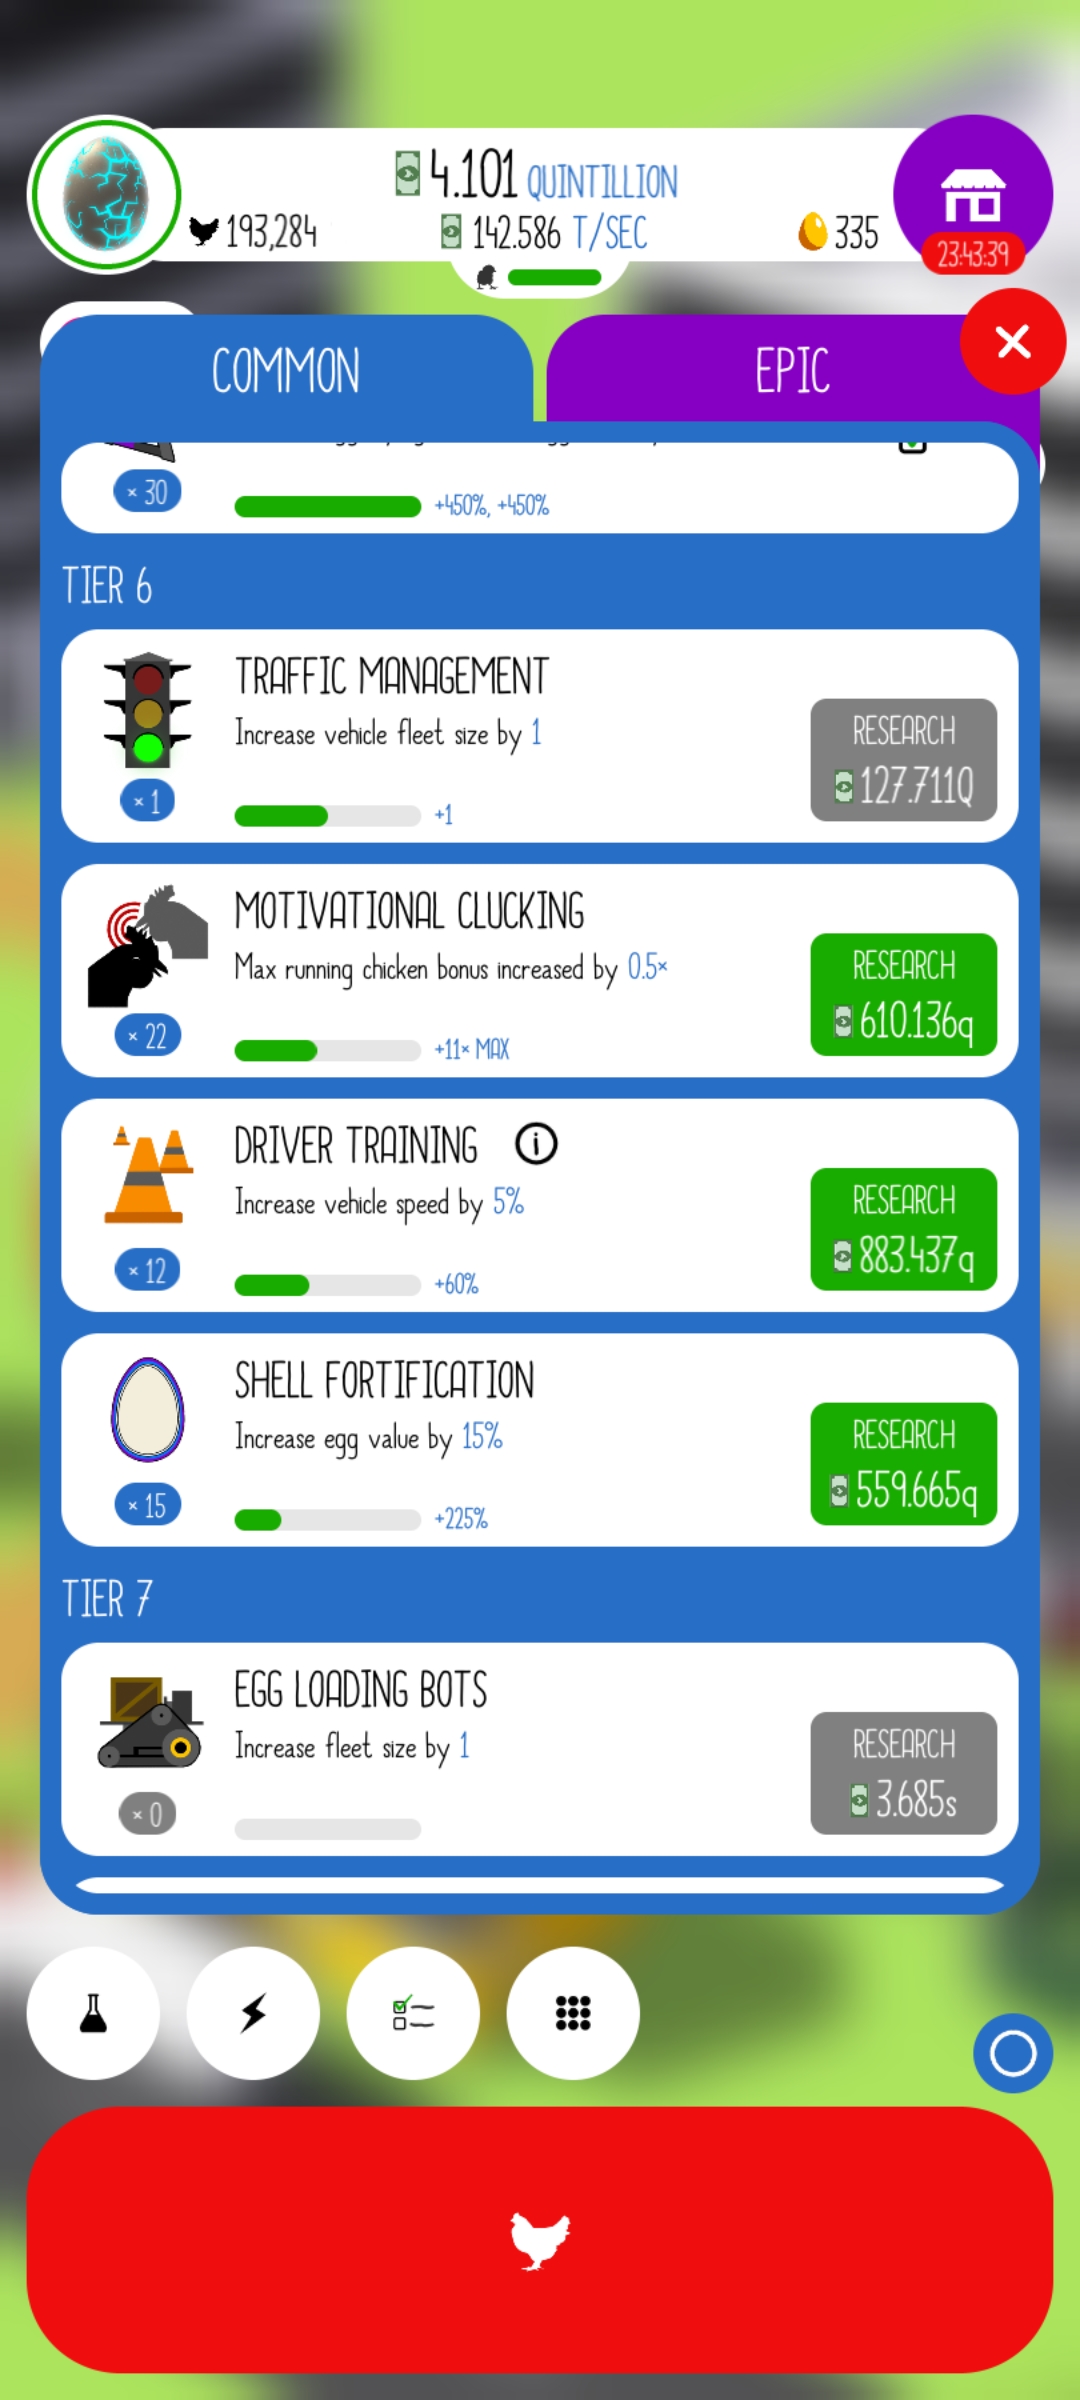 4.101 QUINTILLION
193,284
142.586 T/SEC
335
23:43:39
COMMON
EPIC
× 30
+450%, +450%
TIER 6
TRAFFIC MANAGEMENT
Increase vehicle fleet size by 1
RESEARCH
127.711Q
× 1
+1
MOTIVATIONAL CLUCKING
Max running chicken bonus increased by 0.5×
RESEARCH
610.136q
× 22
+11× MAX
DRIVER TRAINING
Increase vehicle speed by 5%
RESEARCH
883.437q
× 12
+60%
SHELL FORTIFICATION
Increase egg value by 15%
RESEARCH
559.665q
× 15
+225%
TIER 7
EGG LOADING BOTS
Increase fleet size by 1
RESEARCH
3.685s
× 0